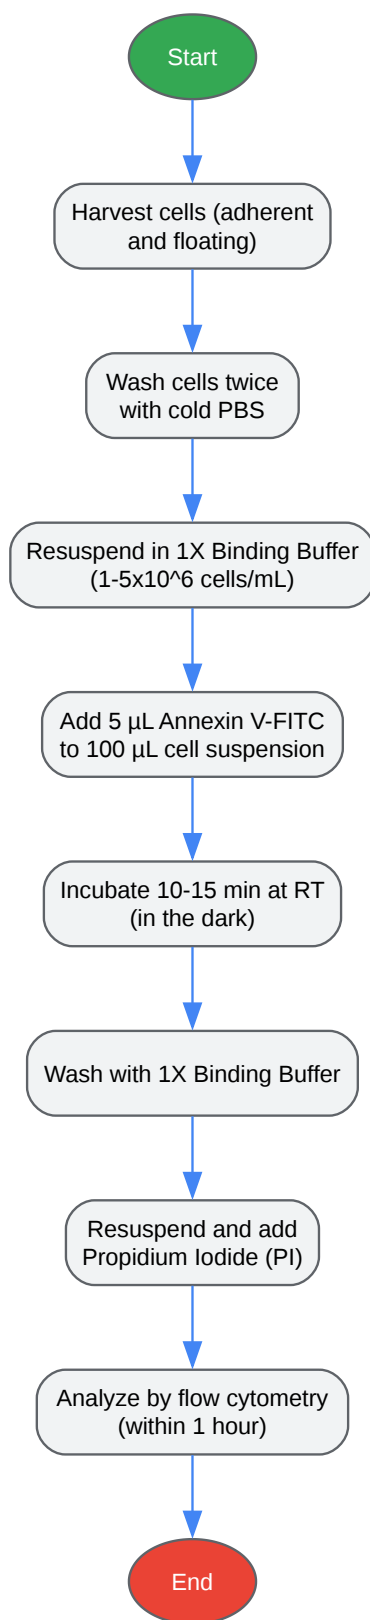 Start
Harvest cells (adherent
and floating)
Wash cells twice
with cold PBS
Resuspend in 1X Binding Buffer
(1-5x10^6 cells/mL)
Add 5 µL Annexin V-FITC
to 100 µL cell suspension
Incubate 10-15 min at RT
(in the dark)
Wash with 1X Binding Buffer
Resuspend and add
Propidium Iodide (PI)
Analyze by flow cytometry
(within 1 hour)
End